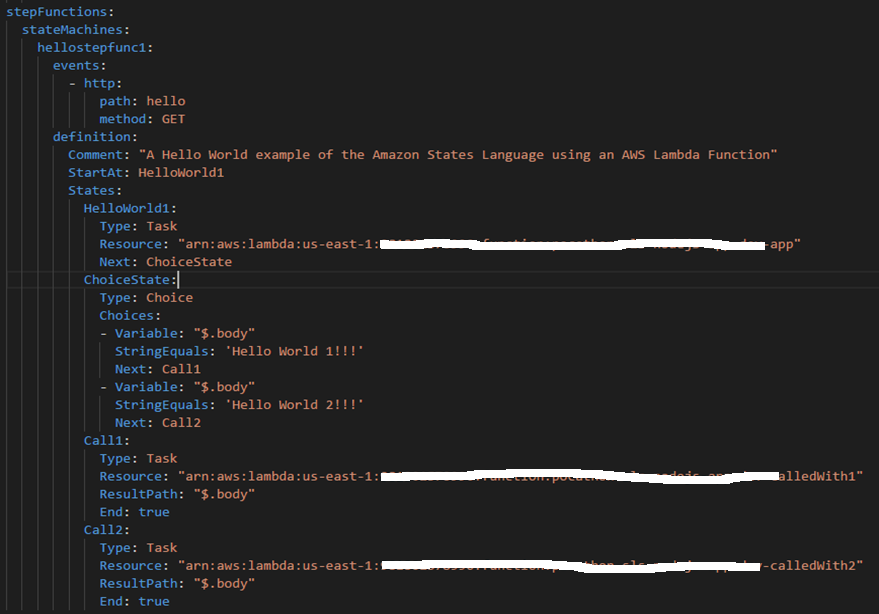 stepFunctions:
stateMachines:
hellostepfunc1:
events:
- http:
path: hello
method: GET
definition:
Comment: "A Hello World example of the Amazon States Language using an AWS Lambda Function"
StartAt: HelloWorld1
States:
HelloWorld1:
Type: Task
Resource: "arn:aws:lambda:us-east-1: -app"
Next: ChoiceState
ChoiceState:
Type: Choice
Choices:
- Variable: "$.body"
StringEquals: 'Hello World 1!!!'
Next: Call1
- Variable: "$.body"
StringEquals: 'Hello World 2!!!'
Next: Call2
Call1:
Type: Task
Resource: "arn:aws:lambda:us-east-1: alledWith1"
ResultPath: "$.body"
End: true
Call2:
Type: Task
Resource: "arn:aws:lambda:us-east-1: -calledWith2"
ResultPath: "$.body"
End: true